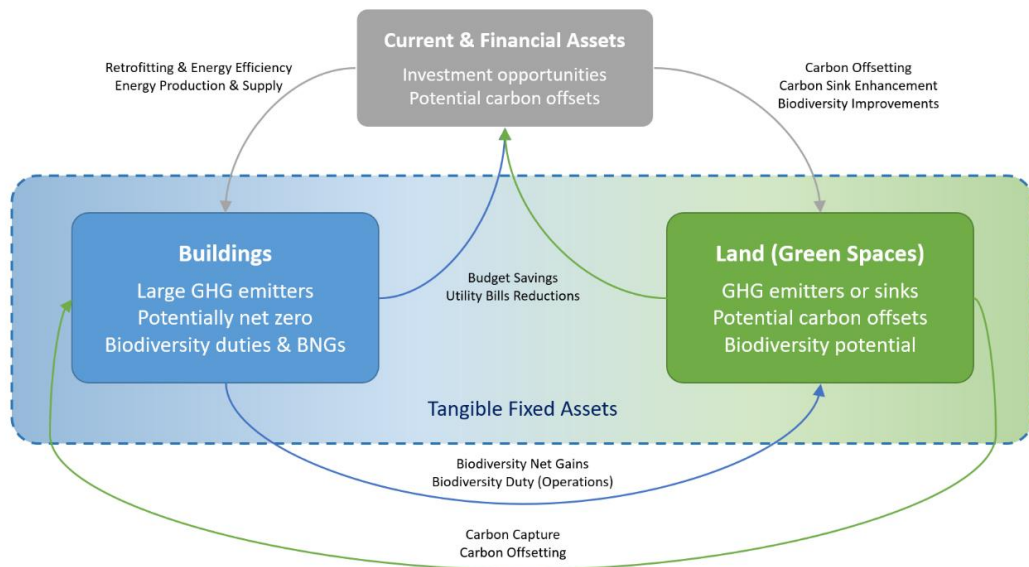 Current & Financial Assets
Investment opportunities
Potential carbon offsets
Retrofitting & Energy Efficiency
Energy Production & Supply
Carbon Offsetting
Carbon Sink Enhancement
Biodiversity Improvements
Buildings
Large GHG emitters
Potentially net zero
Biodiversity duties & BNGs
Budget Savings
Utility Bills Reductions
Land (Green Spaces)
GHG emitters or sinks
Potential carbon offsets
Biodiversity potential
Tangible Fixed Assets
Biodiversity Net Gains
Biodiversity Duty (Operations)
Carbon Capture
Carbon Offsetting